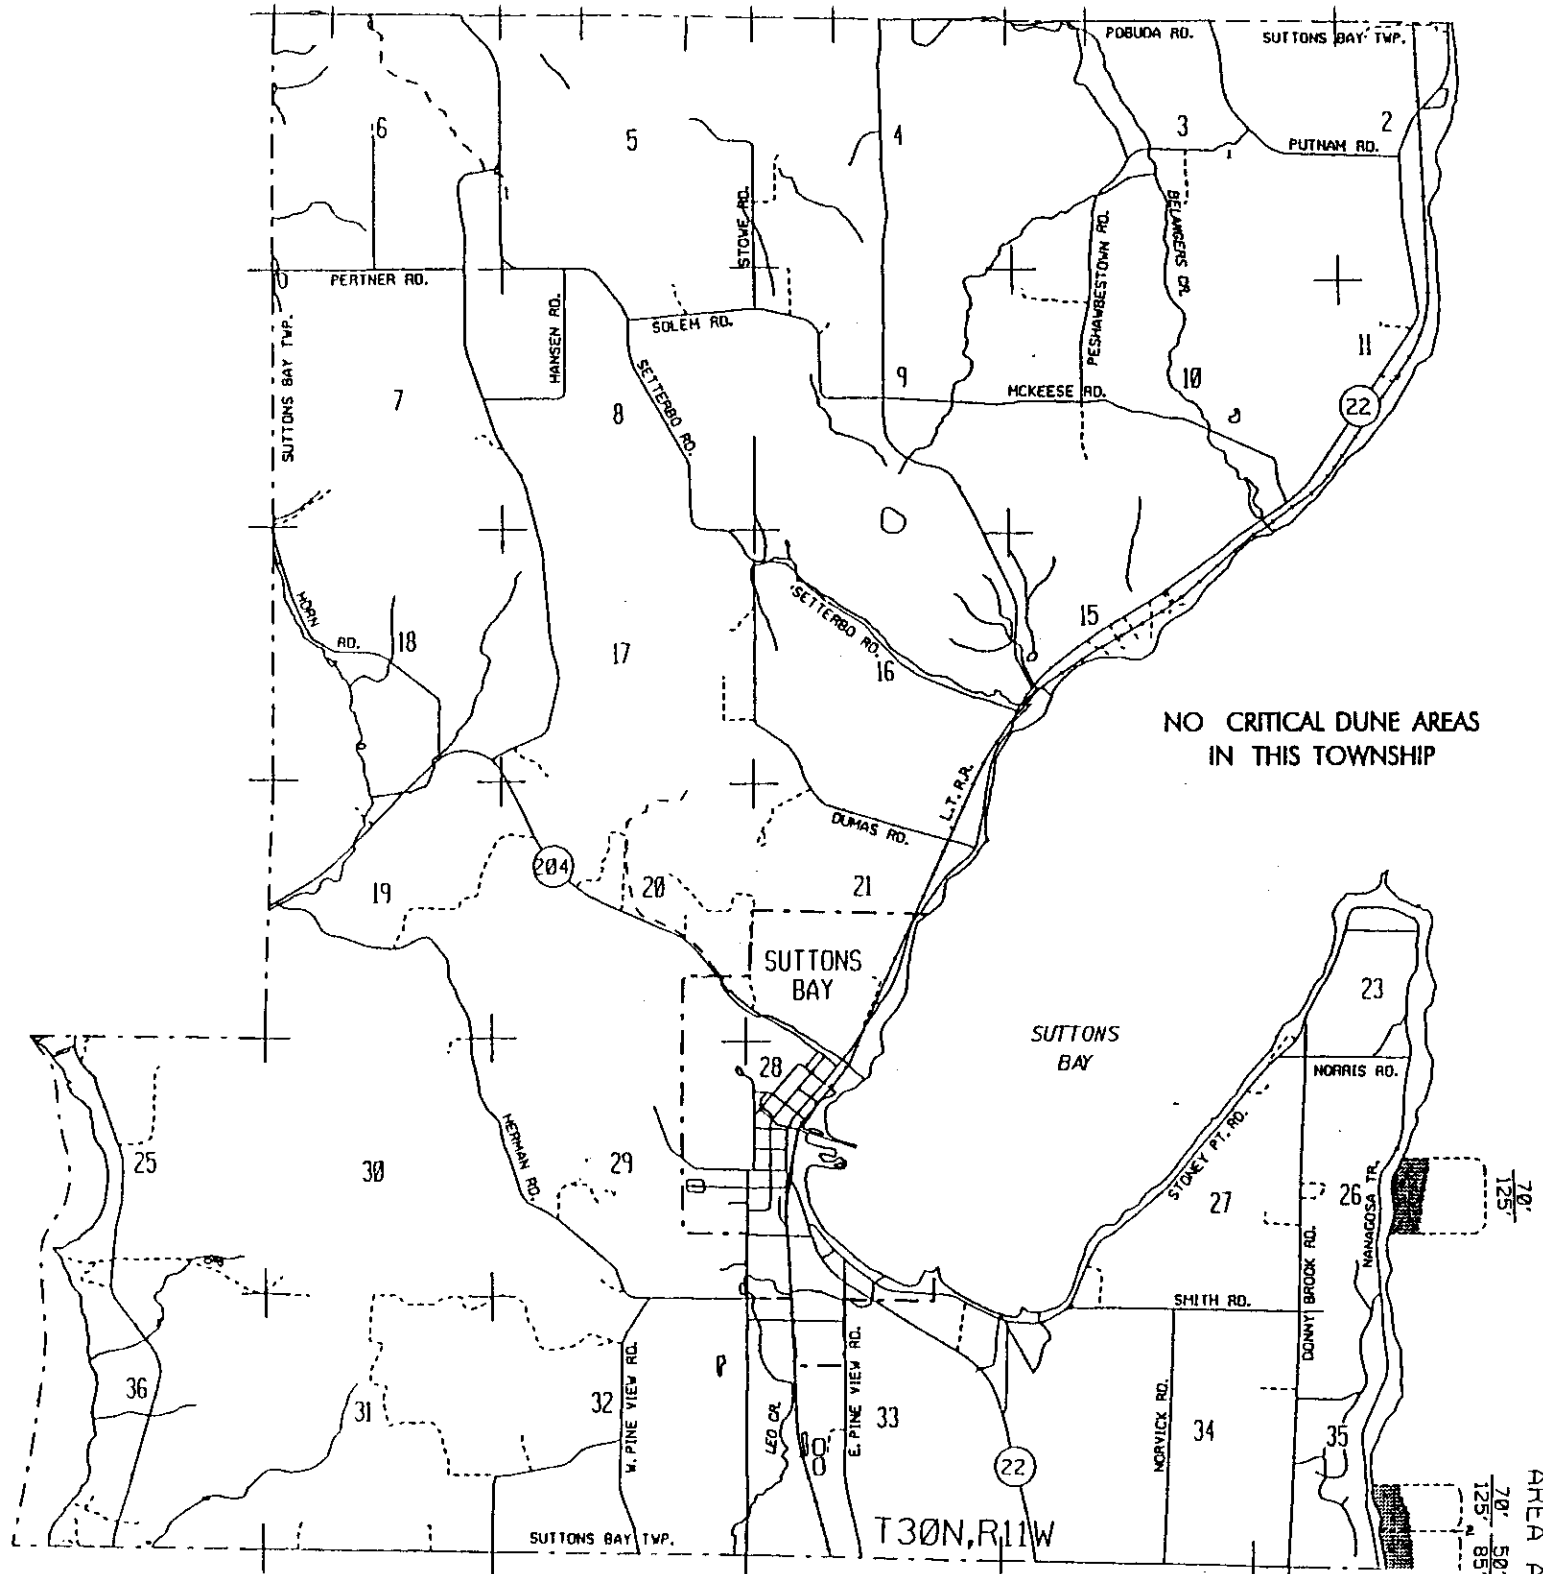 POBUDA RD.
SUTTONS BAY TWP.
6
5
4
3
2
PUTNAM RD.
STOWE RD.
BELANGERS CR.
PESHAWBESTOWN RD.
PERTNER RD.
SUTTONS BAY TWP.
HANSEN RD.
SOLEM RD.
SETTERBO RD.
7
8
9
10
11
MCKEESE RD.
22
HORN
RD.
18
17
SETTERBO RD.
16
15
NO CRITICAL DUNE AREAS
IN THIS TOWNSHIP
L.T. R.R.
DUMAS RD.
204
19
20
21
SUTTONS
BAY
23
SUTTONS
BAY
28
NORRIS RD.
HERMAN RD.
STONEY PT. RD.
25
30
29
27
26
NANAGOSA TR.
DONNY BROOK RD.
70'
125'
SMITH RD.
36
31
32
W. PINE VIEW RD.
LEO CR.
E. PINE VIEW RD.
33
22
NORVICK RD.
34
35
SUTTONS BAY TWP.
T30N,R11W
70'
125'
50'
85'
AREA A